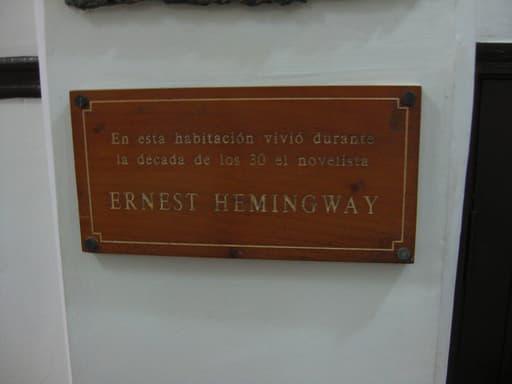 En esta habitación vivió durante
la decada de los 30 el novelista
ERNEST HEMINGWAY